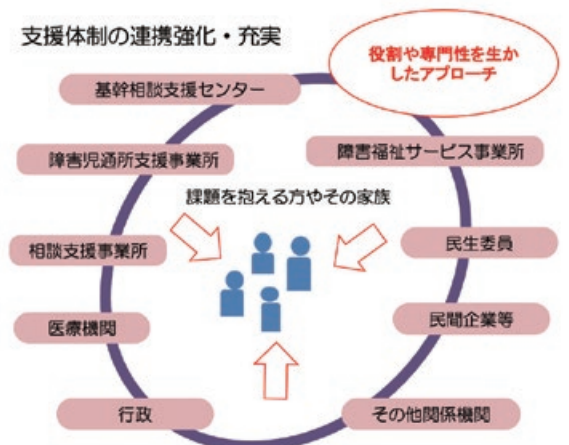 支援体制の連携強化・充実
役割や専門性を生か
したアプローチ
基幹相談支援センター
障害児通所支援事業所
障害福祉サービス事業所
課題を抱える方やその家族
相談支援事業所
民生委員
医療機関
民間企業等
行政
その他関係機関